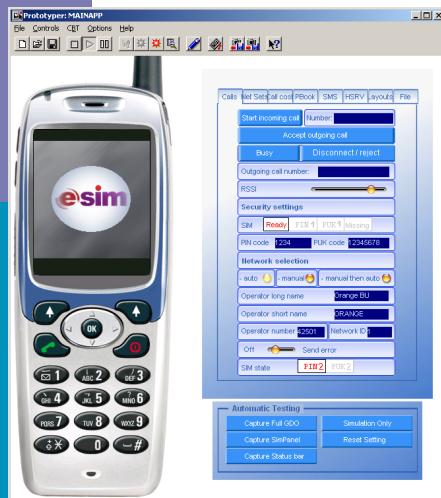 Prototyper: MAINAPP
File Controls CBT Options Help
Calls Net Sets Call cost PBook SMS HSRV Layouts File
Start incoming call Number:
Accept outgoing call
Busy Disconnect / reject
Outgoing call number:
RSSI
Security settings
SIM Ready PIN1 PUK1 Missing
PIN code 1234 PUK code 12345678
Network selection
- auto - manual - manual then auto
Operator long name Orange BU
Operator short name ORANGE
Operator number 42501 Network ID 1
Off Send error
SIM state PIN2 PUK2
Automatic Testing
Capture Full GDO Simulation Only
Capture SimPanel Reset Setting
Capture Status bar
esim
OK
1 ABC 2 DEF 3
GHI 4 JKL 5 MNO 6
PQRS 7 TUV 8 WXYZ 9
0 #